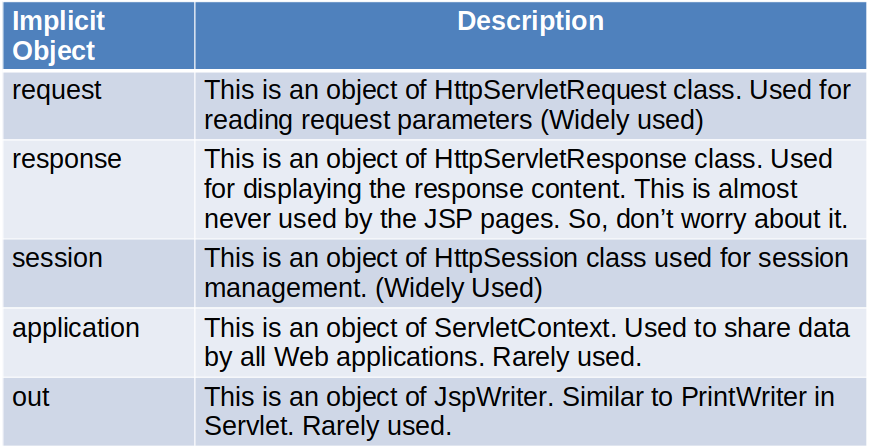 Implicit Object
Description
request
This is an object of HttpServletRequest class. Used for
reading request parameters (Widely used)
response
This is an object of HttpServletResponse class. Used
for displaying the response content. This is almost
never used by the JSP pages. So, don’t worry about it.
session
This is an object of HttpSession class used for session
management. (Widely Used)
application
This is an object of ServletContext. Used to share data
by all Web applications. Rarely used.
out
This is an object of JspWriter. Similar to PrintWriter in
Servlet. Rarely used.